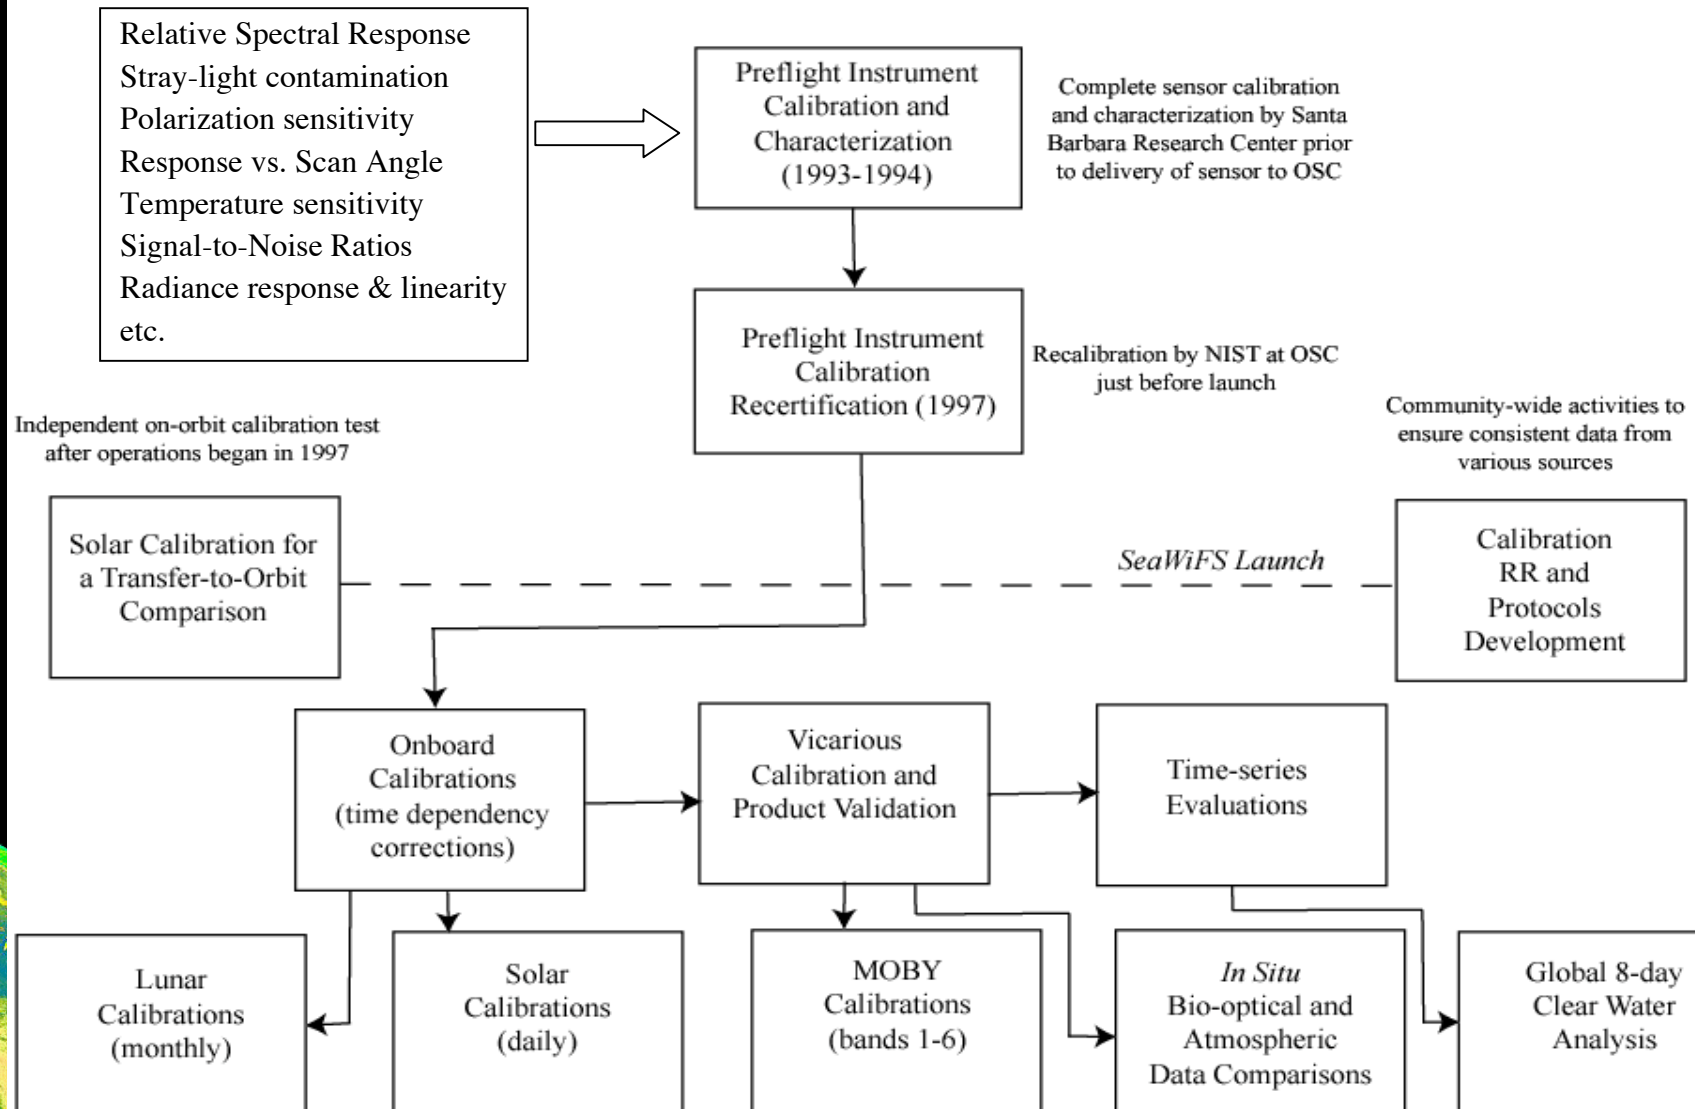 Relative Spectral Response
Stray-light contamination
Polarization sensitivity
Response vs. Scan Angle
Temperature sensitivity
Signal-to-Noise Ratios
Radiance response & linearity
etc.
Preflight Instrument
Calibration and
Characterization
(1993-1994)
Complete sensor calibration
and characterization by Santa
Barbara Research Center prior
to delivery of sensor to OSC
Preflight Instrument
Calibration
Recertification (1997)
Recalibration by NIST at OSC
just before launch
Independent on-orbit calibration test
after operations began in 1997
Community-wide activities to
ensure consistent data from
various sources
Solar Calibration for
a Transfer-to-Orbit
Comparison
SeaWiFS Launch
Calibration
RR and
Protocols
Development
Onboard
Calibrations
(time dependency
corrections)
Vicarious
Calibration and
Product Validation
Time-series
Evaluations
Lunar
Calibrations
(monthly)
Solar
Calibrations
(daily)
MOBY
Calibrations
(bands 1-6)
In Situ
Bio-optical and
Atmospheric
Data Comparisons
Global 8-day
Clear Water
Analysis